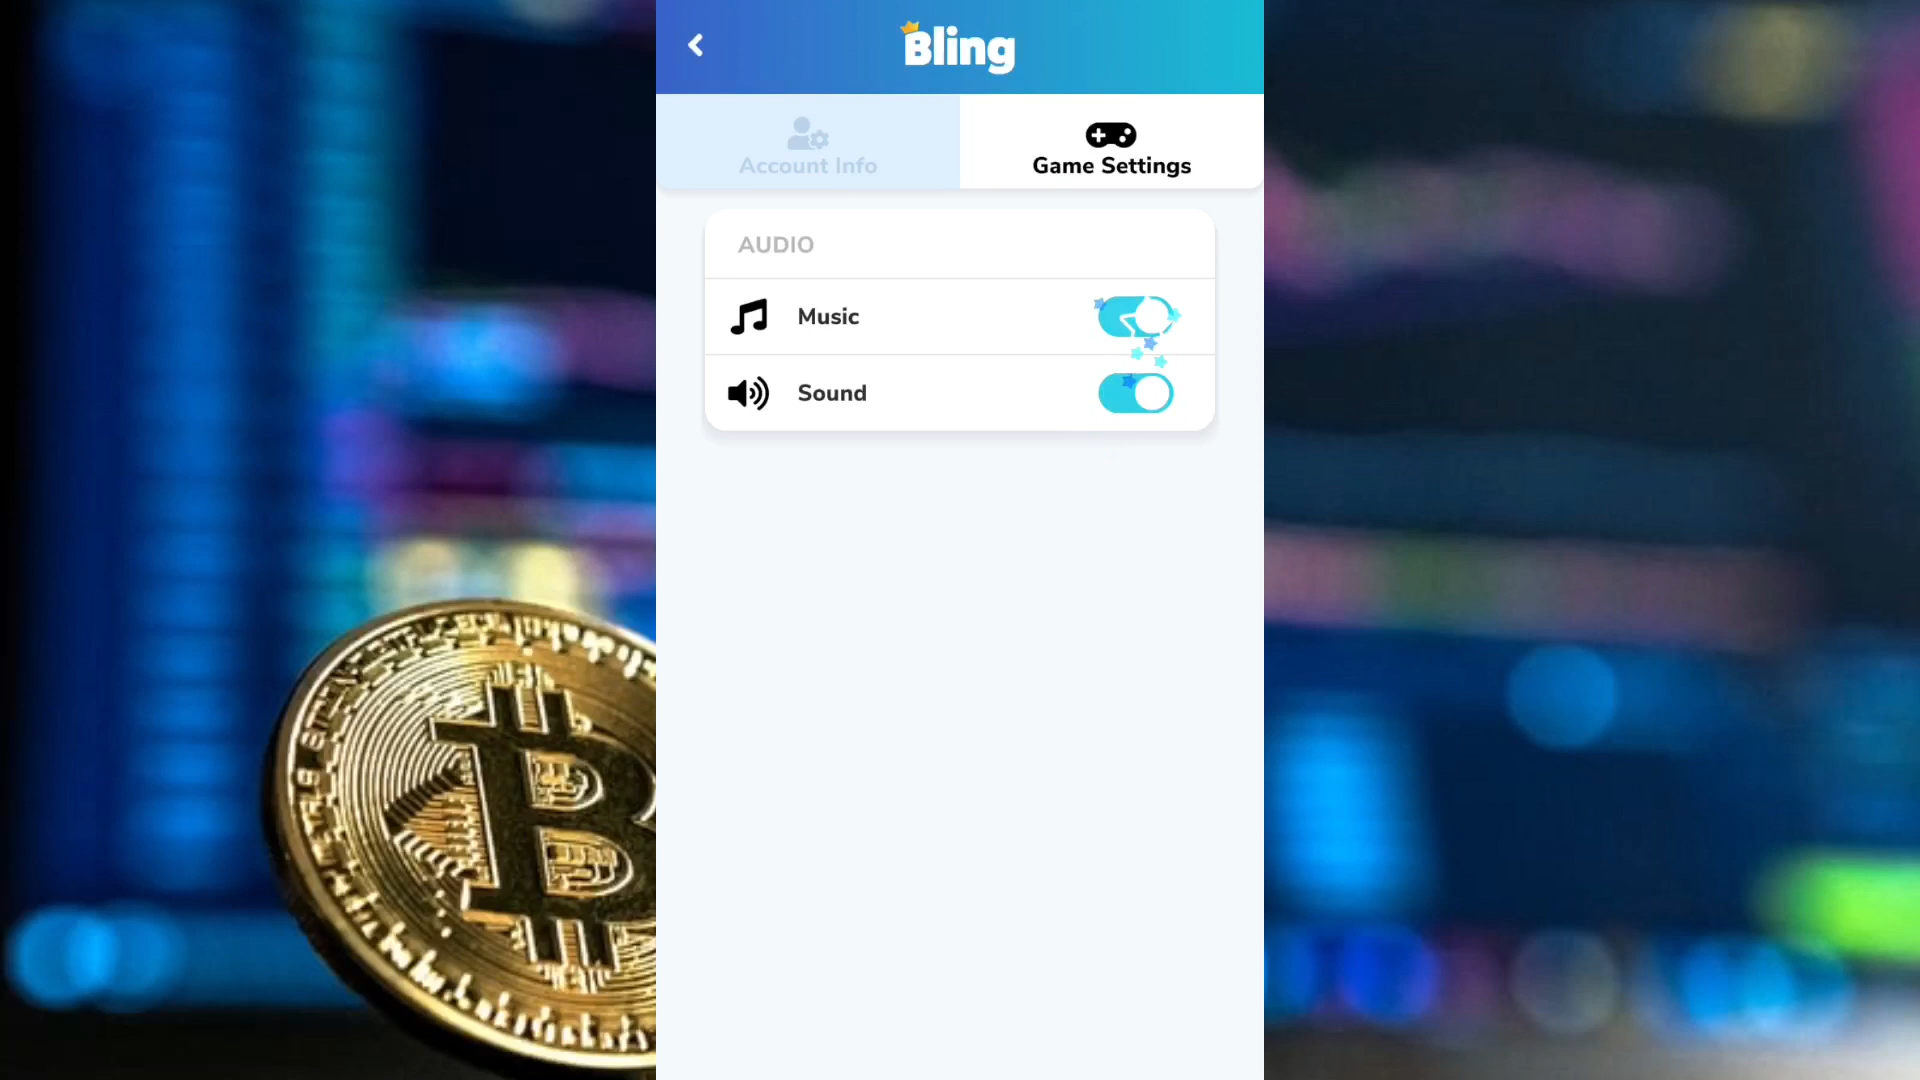 Bling
Account Info
Game Settings
AUDIO
Music
Sound